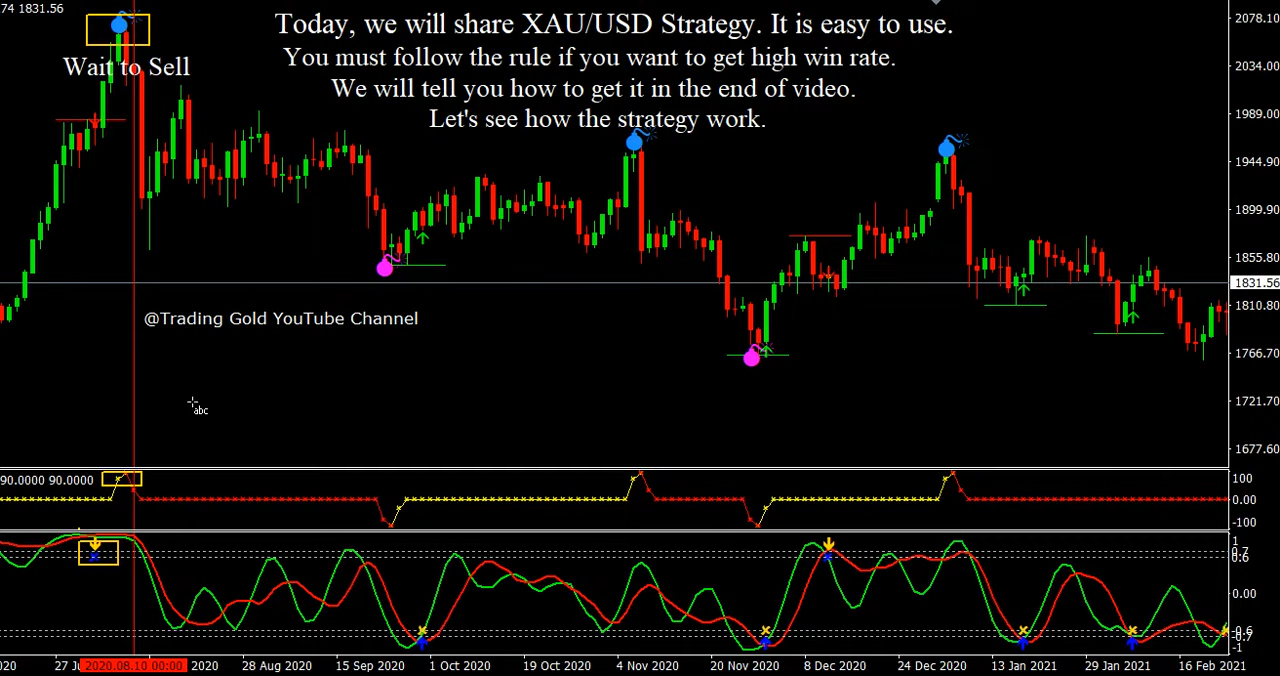 74 1831.56
Today, we will share XAU/USD Strategy. It is easy to use.
You must follow the rule if you want to get high win rate.
We will tell you how to get it in the end of video.
Let's see how the strategy work.
Wait to Sell
@Trading Gold YouTube Channel
abc
2078.10
2034.00
1989.00
1944.90
1899.90
1855.80
1831.56
1810.80
1766.70
1721.70
1677.60
90.0000 90.0000
100
0.00
-100
1
0.7
0.00
-0.6
-1
020 27 Ju 2020.08.10 00:00 2020 28 Aug 2020 15 Sep 2020 1 Oct 2020 19 Oct 2020 4 Nov 2020 20 Nov 2020 8 Dec 2020 24 Dec 2020 13 Jan 2021 29 Jan 2021 16 Feb 2021